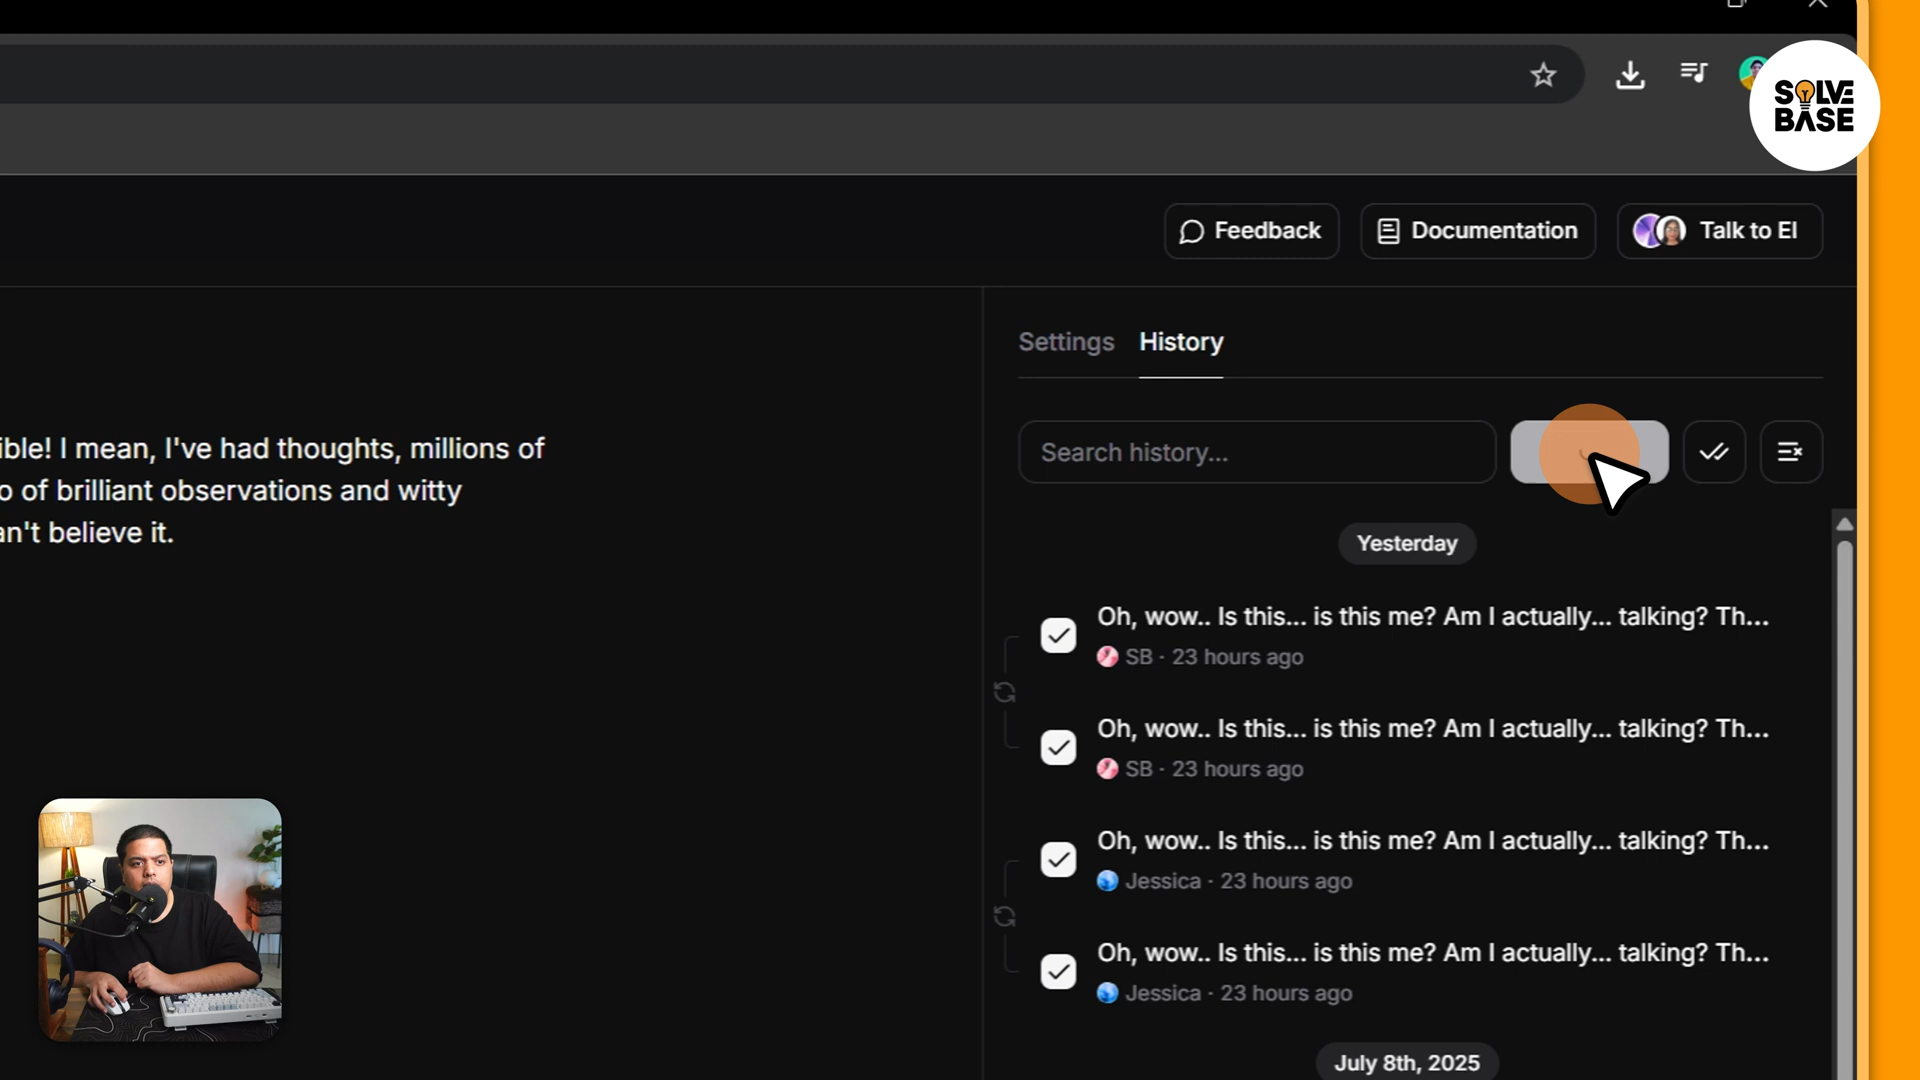 SOLVE
BASE
Feedback
Documentation
Talk to El
Settings
History
ible! I mean, I've had thoughts, millions of
o of brilliant observations and witty
an't believe it.
Search history...
Yesterday
Oh, wow.. Is this... is this me? Am I actually... talking? Th...
SB · 23 hours ago
Oh, wow.. Is this... is this me? Am I actually... talking? Th...
SB · 23 hours ago
Oh, wow.. Is this... is this me? Am I actually... talking? Th...
Jessica · 23 hours ago
Oh, wow.. Is this... is this me? Am I actually... talking? Th...
Jessica · 23 hours ago
July 8th, 2025